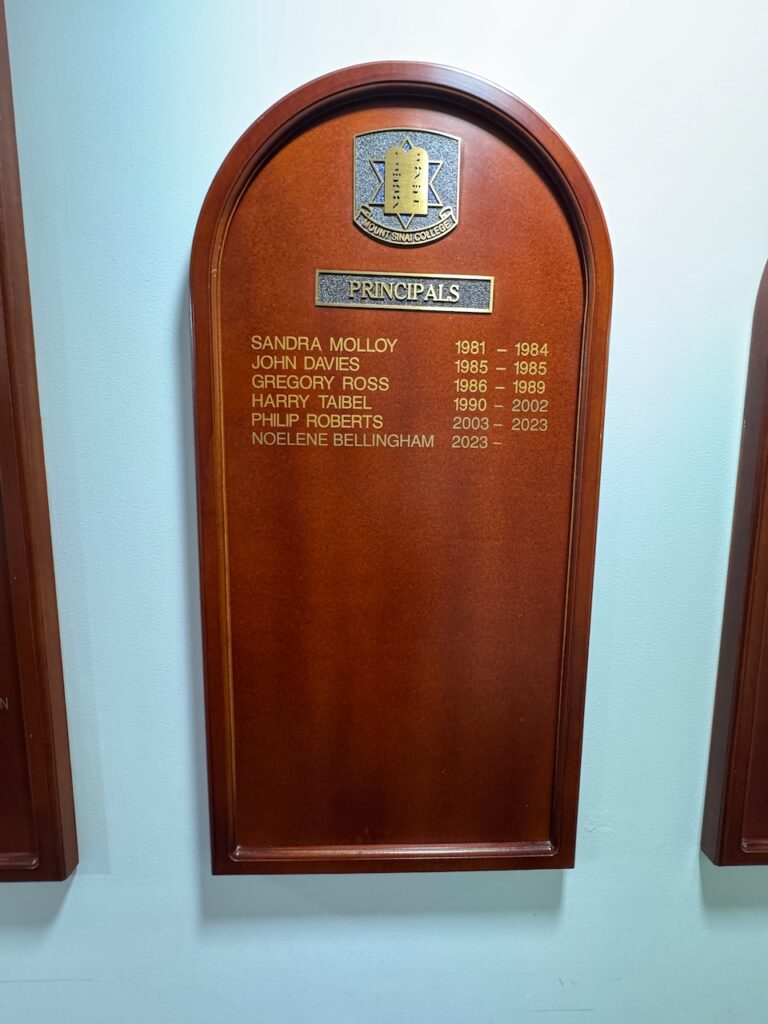 MOUNT SINAI COLLEGE
PRINCIPALS
SANDRA MOLLOY 1981 – 1984
JOHN DAVIES 1985 – 1985
GREGORY ROSS 1986 – 1989
HARRY TAIBEL 1990 – 2002
PHILIP ROBERTS 2003 – 2023
NOELENE BELLINGHAM 2023 –
N